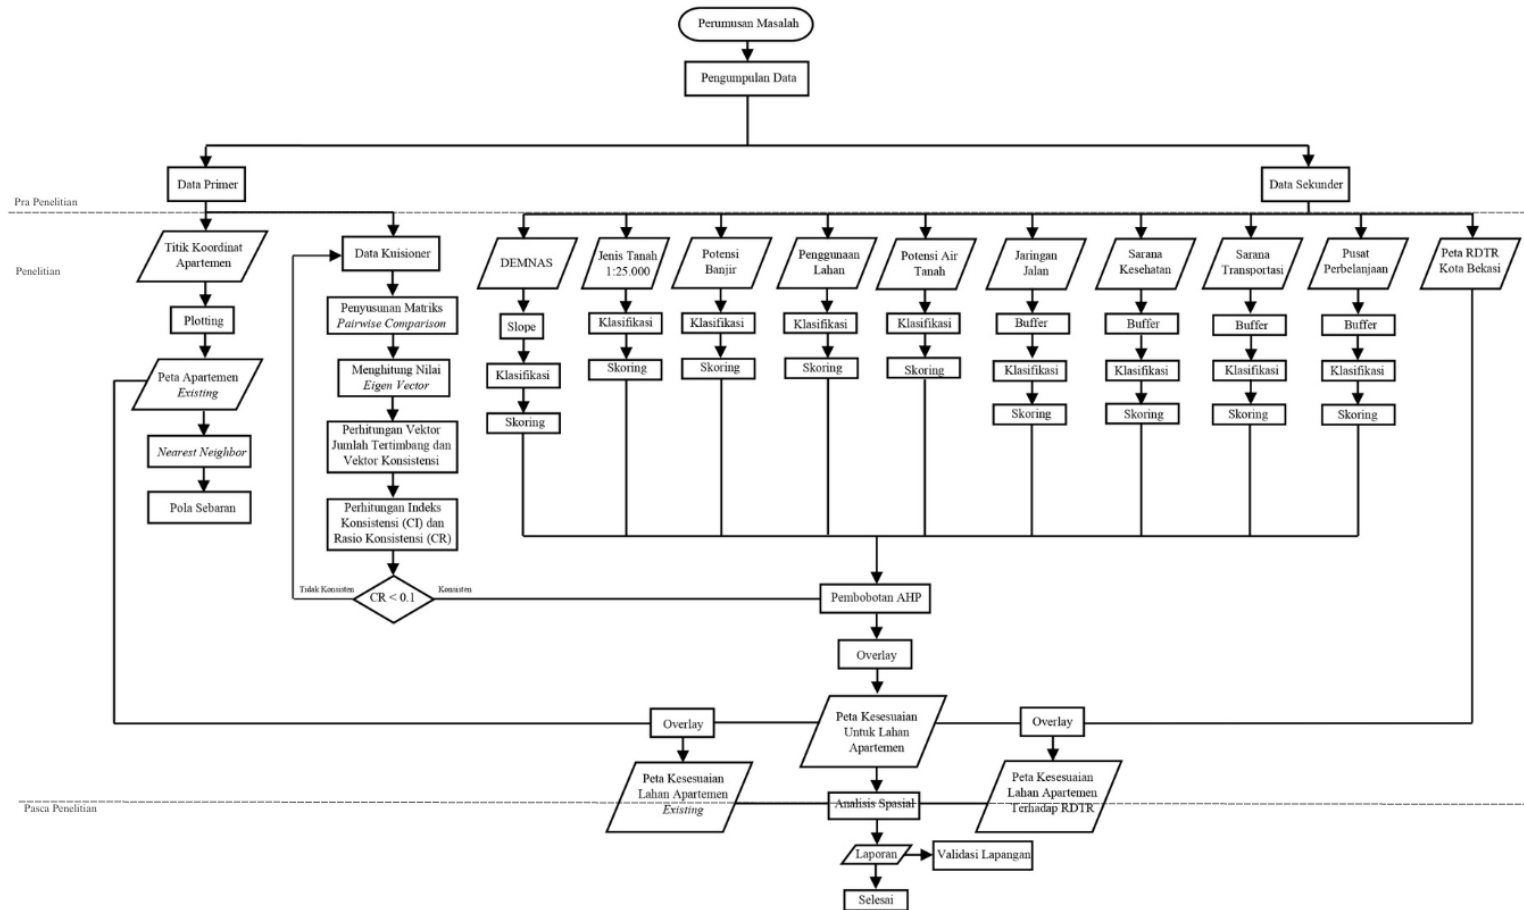 Perumusan Masalah
Pengumpulan Data
Data Primer
Data Sekunder
Pra Penelitian
Penelitian
Titik Koordinat
Apartemen
Plotting
Peta Apartemen
Existing
Nearest Neighbor
Pola Sebaran
Data Kuisioner
Penyusunan Matriks
Pairwise Comparison
Menghitung Nilai
Eigen Vector
Perhitungan Vektor
Jumlah Tertimbang dan
Vektor Konsistensi
Perhitungan Indeks
Konsistensi (CI) dan
Rasio Konsistensi (CR)
Tidak Konsisten
CR < 0.1
Konsisten
DEMNAS
Slope
Klasifikasi
Skoring
Jenis Tanah
1:25.000
Klasifikasi
Skoring
Potensi
Banjir
Klasifikasi
Skoring
Penggunaan
Lahan
Klasifikasi
Skoring
Potensi Air
Tanah
Klasifikasi
Skoring
Jaringan
Jalan
Buffer
Klasifikasi
Skoring
Sarana
Kesehatan
Buffer
Klasifikasi
Skoring
Sarana
Transportasi
Buffer
Klasifikasi
Skoring
Pusat
Perbelanjaan
Buffer
Klasifikasi
Skoring
Peta RDTR
Kota Bekasi
Pembobotan AHP
Overlay
Overlay
Peta Kesesuaian
Untuk Lahan
Apartemen
Overlay
Peta Kesesuaian
Lahan Apartemen
Existing
Peta Kesesuaian
Lahan Apartemen
Terhadap RDTR
Pasca Penelitian
Analisis Spasial
Laporan
Validasi Lapangan
Selesai